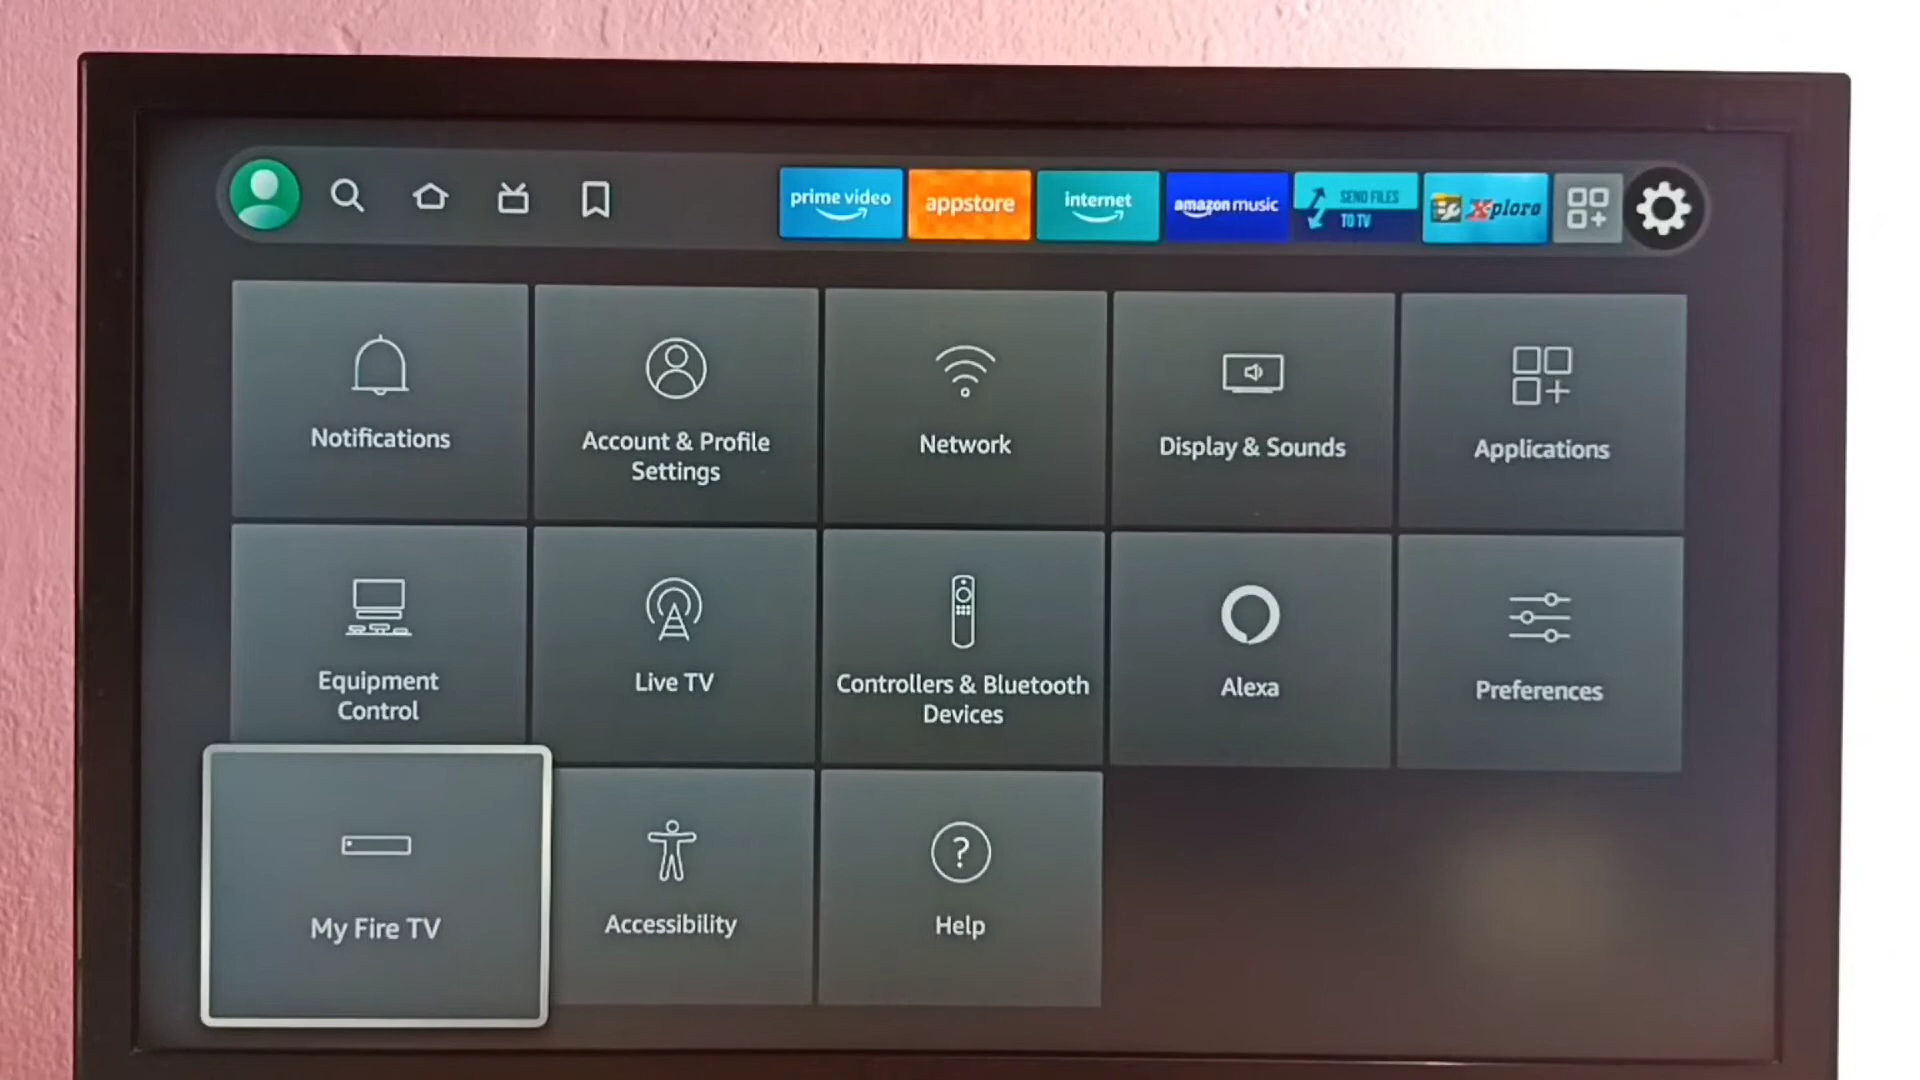 prime video
appstore
internet
amazon music
SEND FILES
TO TV
X-plore
Notifications
Account & Profile
Settings
Network
Display & Sounds
Applications
Equipment
Control
Live TV
Controllers & Bluetooth
Devices
Alexa
Preferences
My Fire TV
Accessibility
?
Help